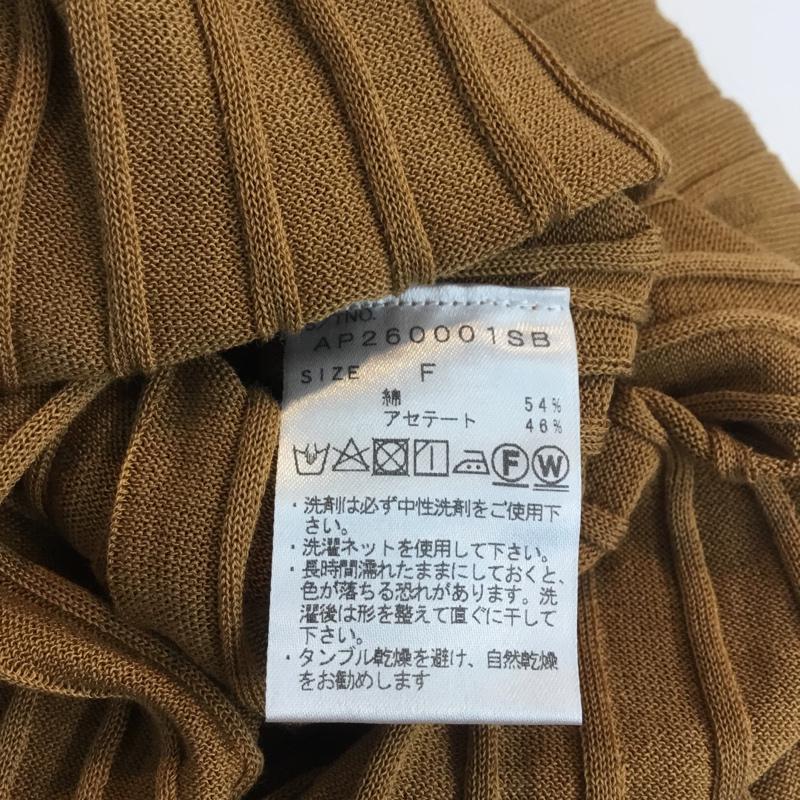 S/TNO.
AP260001SB
SIZE F
綿 54%
アセテート 46%
F W
・洗剤は必ず中性洗剤をご使用下
さい。
・洗濯ネットを使用して下さい。
・長時間濡れたままにしておくと、
色が落ちる恐れがあります。洗
濯後は形を整えて直ぐに干して
下さい。
・タンブル乾燥を避け、自然乾燥
をお勧めします